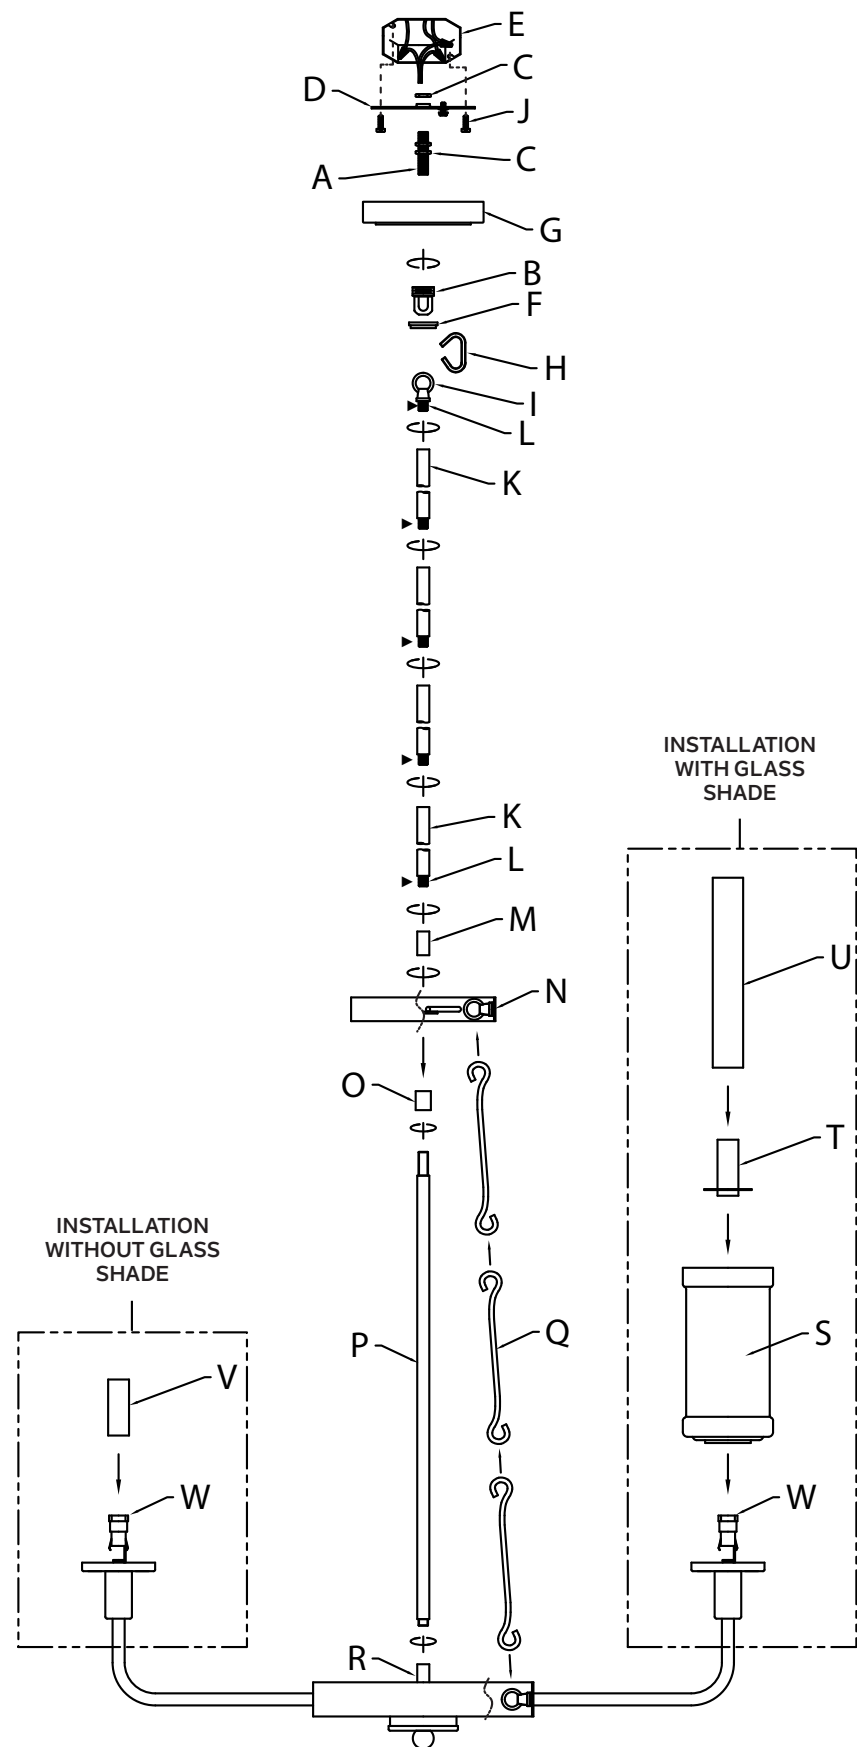 E
C
D
J
C
A
G
B
F
H
I
L
K
INSTALLATION
WITH GLASS
SHADE
K
L
M
U
N
O
T
INSTALLATION
WITHOUT GLASS
SHADE
P
Q
S
V
W
W
R